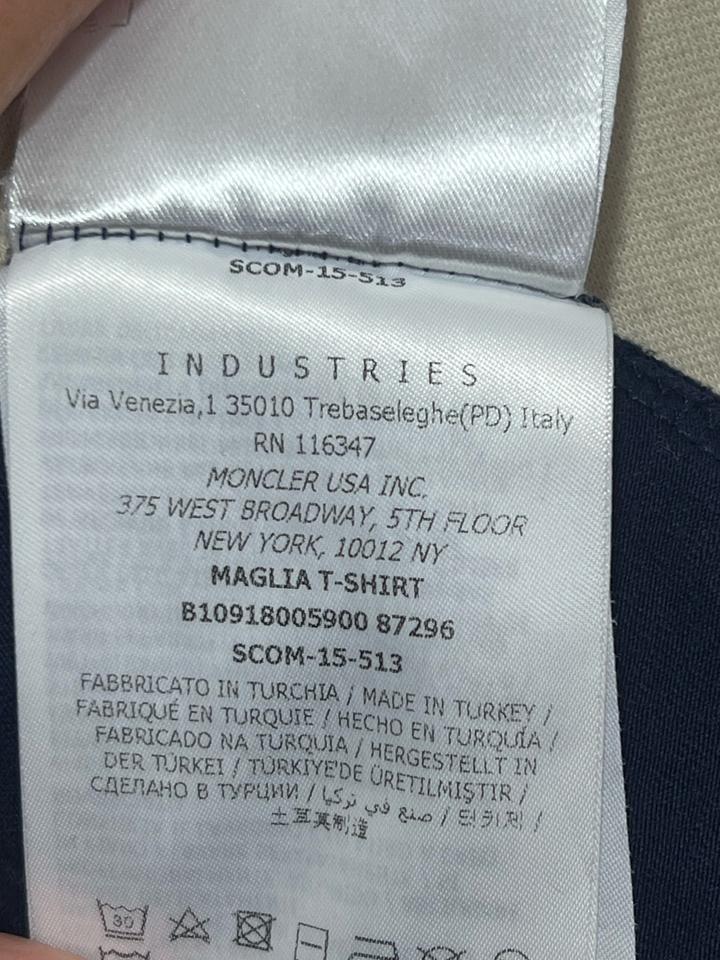 SCOM-15-513
INDUSTRIES
Via Venezia,1 35010 Trebaseleghe(PD) Italy
RN 116347
MONCLER USA INC.
375 WEST BROADWAY, 5TH FLOOR
NEW YORK, 10012 NY
MAGLIA T-SHIRT
B10918005900 87296
SCOM-15-513
FABBRICATO IN TURCHIA / MADE IN TURKEY /
FABRIQUÉ EN TURQUIE / HECHO EN TURQUÍA /
FABRICADO NA TURQUIA / HERGESTELLT IN
DER TÜRKEI / TÜRKIYE'DE ÜRETILMIŞTIR /
СДЕЛАНО В ТУРЦИИ / صنع في تركيا / 터키제 /
土耳其制造
30